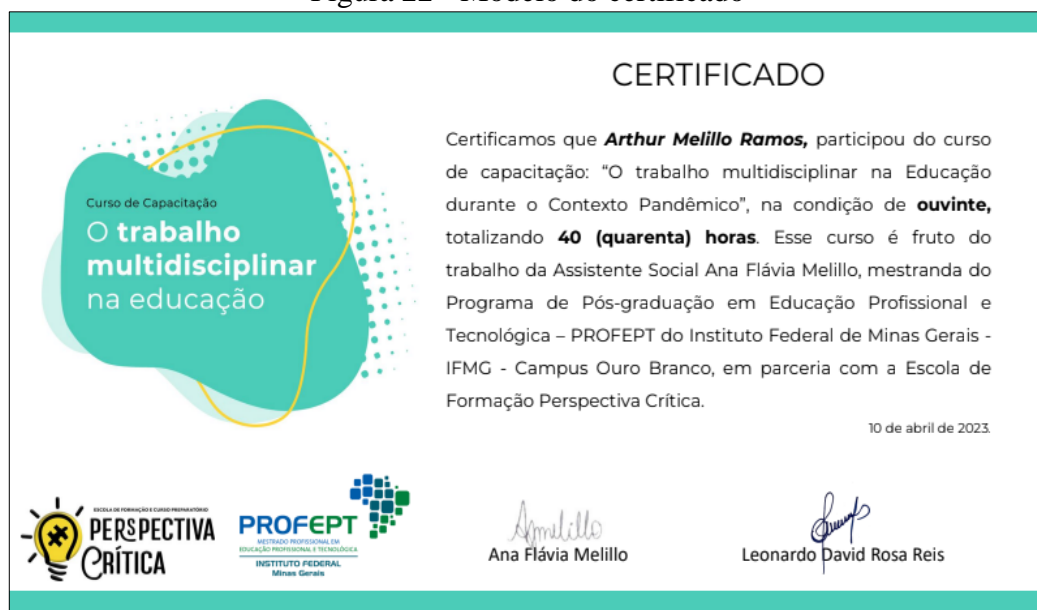 CERTIFICADO
Certificamos que Arthur Melillo Ramos, participou do curso
de capacitação: “O trabalho multidisciplinar na Educação
durante o Contexto Pandêmico”, na condição de ouvinte,
totalizando 40 (quarenta) horas. Esse curso é fruto do
trabalho da Assistente Social Ana Flávia Melillo, mestranda do
Programa de Pós-graduação em Educação Profissional e
Tecnológica – PROFEPT do Instituto Federal de Minas Gerais -
IFMG - Campus Ouro Branco, em parceria com a Escola de
Formação Perspectiva Crítica.
10 de abril de 2023.
Curso de Capacitação
O trabalho
multidisciplinar
na educação
ESCOLA DE FORMAÇÃO E CURSO PREPARATÓRIO
PERSPECTIVA
CRÍTICA
PROFEPT
MESTRADO PROFISSIONAL EM
EDUCAÇÃO PROFISSIONAL E TECNOLÓGICA
INSTITUTO FEDERAL
Minas Gerais
Ana Flávia Melillo
Leonardo David Rosa Reis